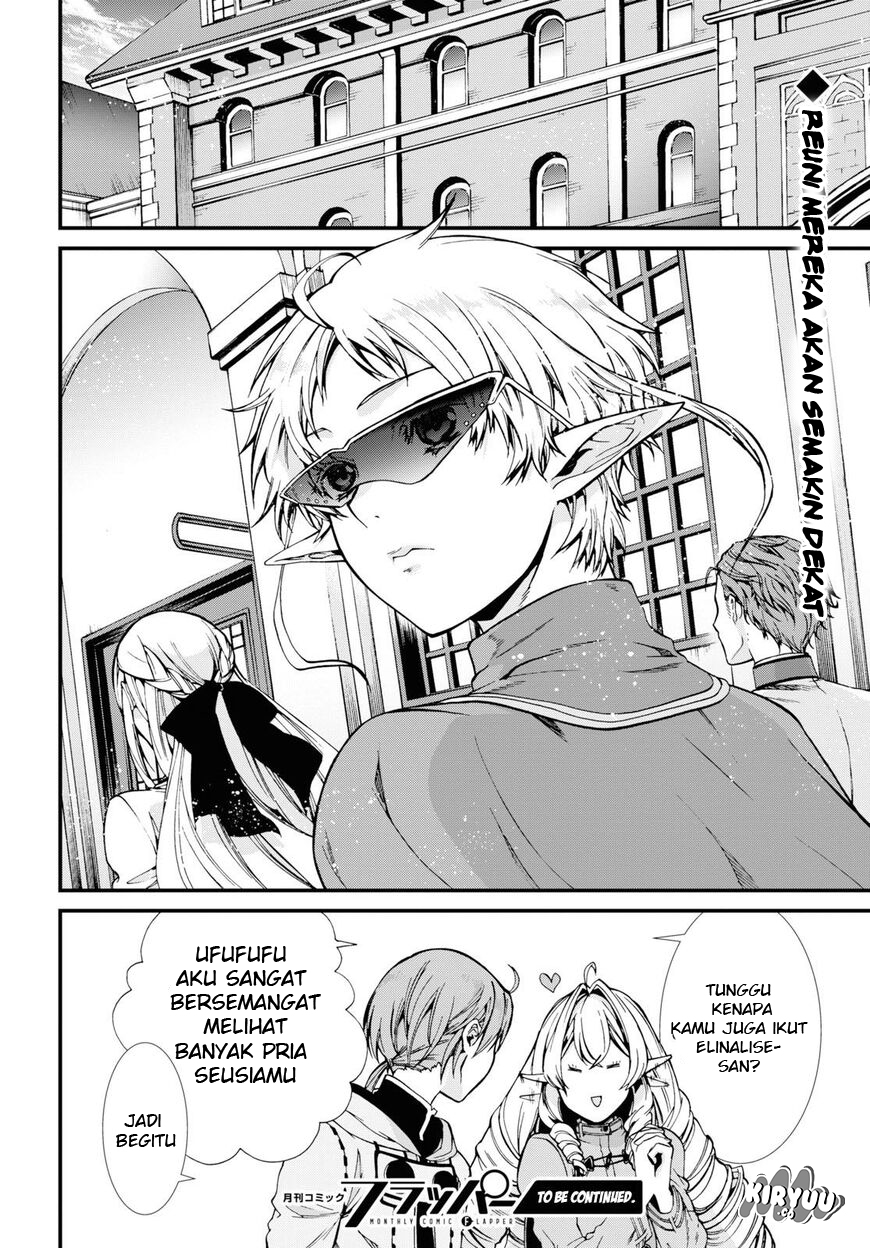 REUNI MEREKA AKAN SEMAKIN DEKAT
TUNGGU
KENAPA
KAMU JUGA IKUT
ELINALISE-
SAN?
UFUFUFU
AKU SANGAT
BERSEMANGAT
MELIHAT
BANYAK PRIA
SEUSIAMU
JADI
BEGITU
月刊コミック
フラッパー
MONTHLY COMIC FLAPPER
TO BE CONTINUED.
KIRYUU